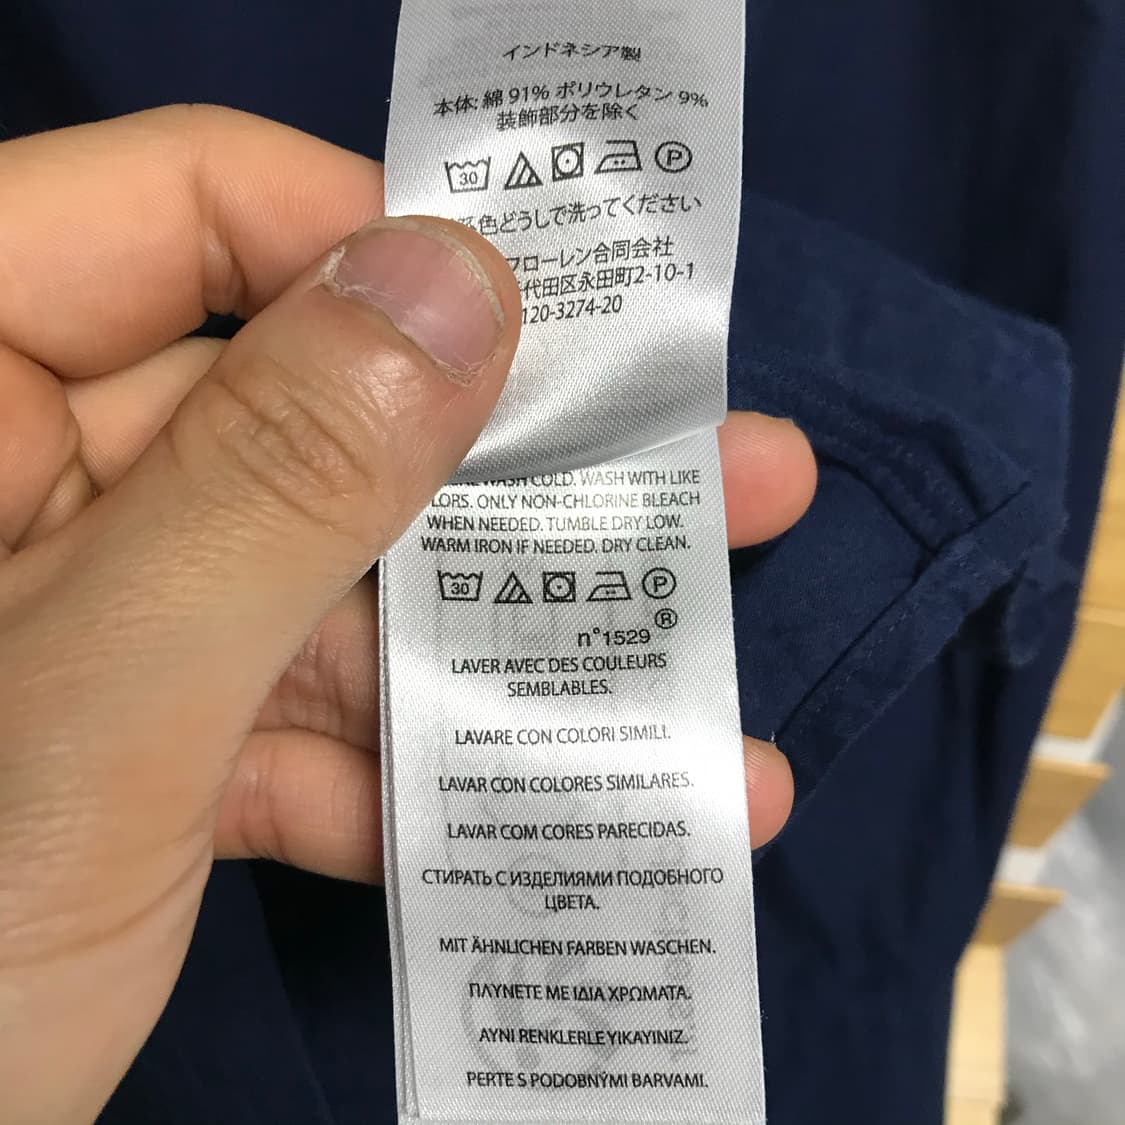 インドネシア製
本体: 綿 91% ポリウレタン 9%
装飾部分を除く
30 P
色どうしで洗ってください
フローレン合同会社
代田区永田町2-10-1
120-3274-20
WASH COLD. WASH WITH LIKE
LORS. ONLY NON-CHLORINE BLEACH
WHEN NEEDED. TUMBLE DRY LOW.
WARM IRON IF NEEDED. DRY CLEAN.
30 P
®
n°1529
LAVER AVEC DES COULEURS
SEMBLABLES.
LAVARE CON COLORI SIMILI.
LAVAR CON COLORES SIMILARES.
LAVAR COM CORES PARECIDAS.
СТИРАТЬ С ИЗДЕЛИЯМИ ПОДОБНОГО
ЦВЕТА.
MIT ÄHNLICHEN FARBEN WASCHEN.
ΠΛΥΝΕΤΕ ΜΕ ΙΔΙΑ ΧΡΩΜΑΤΑ.
AYNI RENKLERLE YIKAYINIZ.
PERTE S PODOBNÝMI BARVAMI.